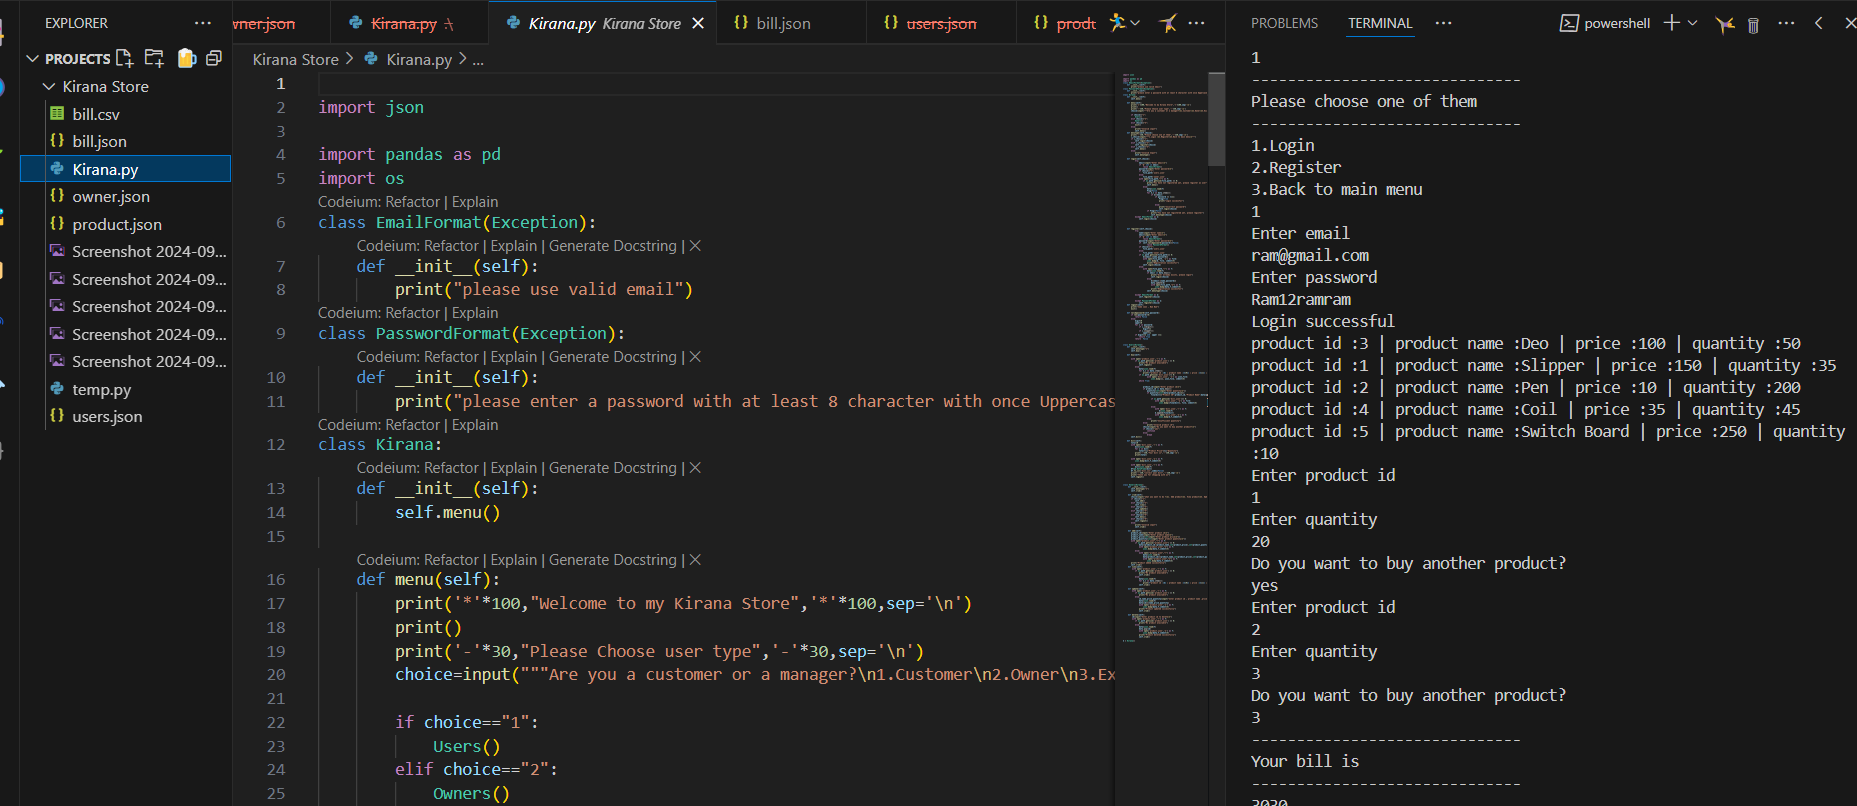 EXPLORER ...
PROJECTS
Kirana Store
bill.csv
bill.json
Kirana.py
owner.json
product.json
Screenshot 2024-09...
Screenshot 2024-09...
Screenshot 2024-09...
Screenshot 2024-09...
Screenshot 2024-09...
temp.py
users.json
wner.json Kirana.py Kirana.py Kirana Store bill.json users.json prodt ...
Kirana Store > Kirana.py > ...
1
2 import json
3
4 import pandas as pd
5 import os
Codeium: Refactor | Explain
6 class EmailFormat(Exception):
Codeium: Refactor | Explain | Generate Docstring | X
7 def __init__(self):
8 print("please use valid email")
Codeium: Refactor | Explain
9 class PasswordFormat(Exception):
Codeium: Refactor | Explain | Generate Docstring | X
10 def __init__(self):
11 print("please enter a password with at least 8 character with once Uppercas
Codeium: Refactor | Explain
12 class Kirana:
Codeium: Refactor | Explain | Generate Docstring | X
13 def __init__(self):
14 self.menu()
15
Codeium: Refactor | Explain | Generate Docstring | X
16 def menu(self):
17 print('*'*100,"Welcome to my Kirana Store",'*'*100,sep='\n')
18 print()
19 print('-'*30,"Please Choose user type",'-'*30,sep='\n')
20 choice=input("""Are you a customer or a manager?\n1.Customer\n2.Owner\n3.Ex
21
22 if choice=="1":
23 Users()
24 elif choice=="2":
25 Owners()
PROBLEMS TERMINAL ... powershell ...
1
------------------------------
Please choose one of them
------------------------------
1.Login
2.Register
3.Back to main menu
1
Enter email
ram@gmail.com
Enter password
Ram12ramram
Login successful
product id :3 | product name :Deo | price :100 | quantity :50
product id :1 | product name :Slipper | price :150 | quantity :35
product id :2 | product name :Pen | price :10 | quantity :200
product id :4 | product name :Coil | price :35 | quantity :45
product id :5 | product name :Switch Board | price :250 | quantity
:10
Enter product id
1
Enter quantity
20
Do you want to buy another product?
yes
Enter product id
2
Enter quantity
3
Do you want to buy another product?
3
------------------------------
Your bill is
------------------------------
3030